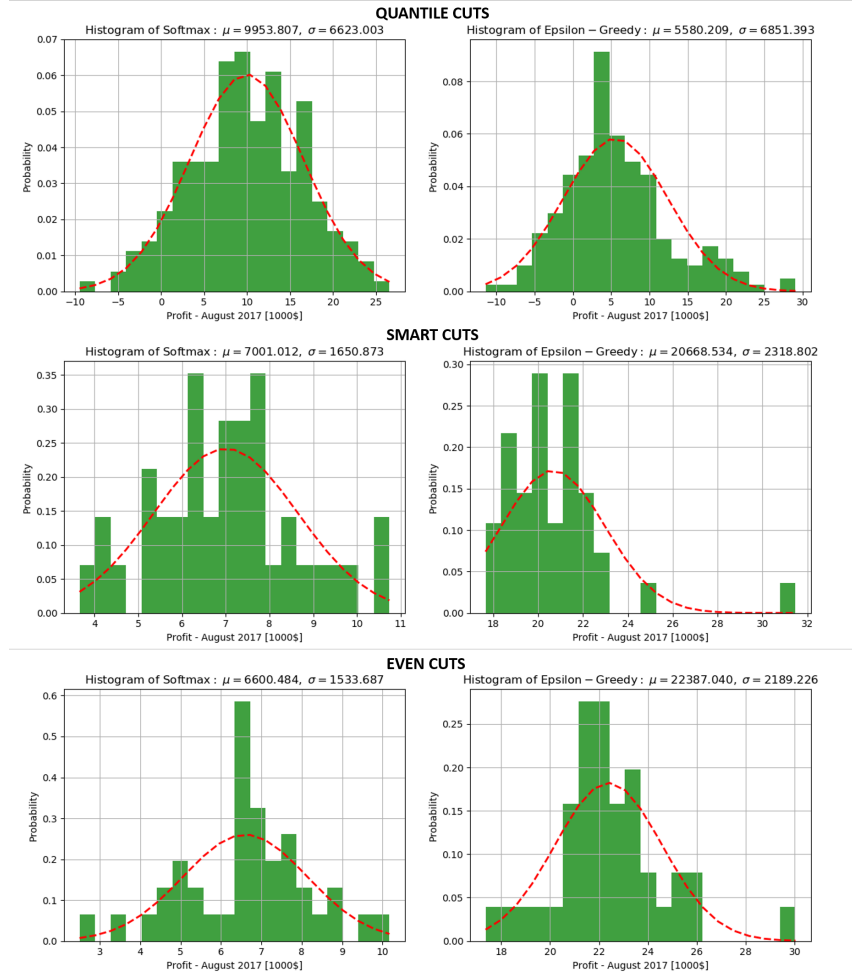 QUANTILE CUTS
Histogram of Softmax : μ = 9953.807, σ = 6623.003
Histogram of Epsilon − Greedy : μ = 5580.209, σ = 6851.393
0.07
0.06
0.05
0.04
0.03
0.02
0.01
0.00
Probability
−10 −5 0 5 10 15 20 25
Profit - August 2017 [1000$]
0.08
0.06
0.04
0.02
0.00
Probability
−10 −5 0 5 10 15 20 25 30
Profit - August 2017 [1000$]
SMART CUTS
Histogram of Softmax : μ = 7001.012, σ = 1650.873
Histogram of Epsilon − Greedy : μ = 20668.534, σ = 2318.802
0.35
0.30
0.25
0.20
0.15
0.10
0.05
0.00
Probability
4 5 6 7 8 9 10 11
Profit - August 2017 [1000$]
0.30
0.25
0.20
0.15
0.10
0.05
0.00
Probability
18 20 22 24 26 28 30 32
Profit - August 2017 [1000$]
EVEN CUTS
Histogram of Softmax : μ = 6600.484, σ = 1533.687
Histogram of Epsilon − Greedy : μ = 22387.040, σ = 2189.226
0.6
0.5
0.4
0.3
0.2
0.1
0.0
Probability
3 4 5 6 7 8 9 10
Profit - August 2017 [1000$]
0.25
0.20
0.15
0.10
0.05
0.00
Probability
18 20 22 24 26 28 30
Profit - August 2017 [1000$]